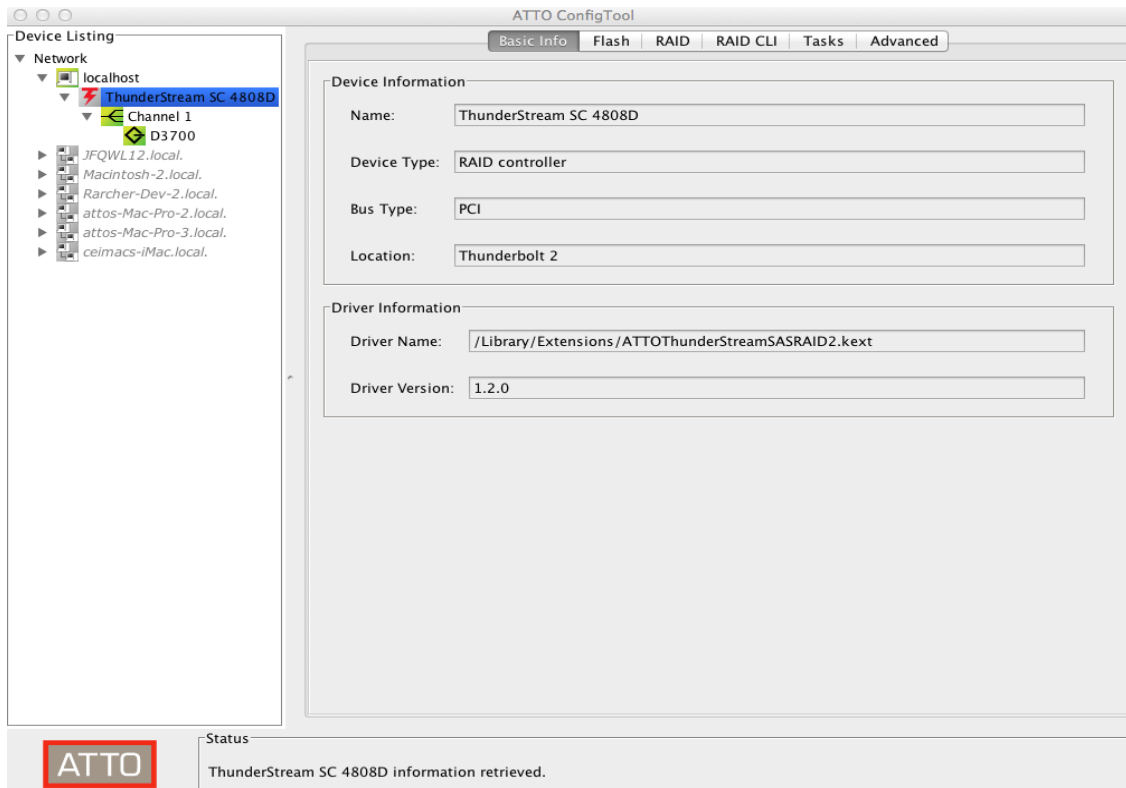 ATTO ConfigTool
Device Listing
Network
localhost
ThunderStream SC 4808D
Channel 1
D3700
JFQWL12.local.
Macintosh-2.local.
Rarcher-Dev-2.local.
attos-Mac-Pro-2.local.
attos-Mac-Pro-3.local.
ceimacs-iMac.local.
Basic Info Flash RAID RAID CLI Tasks Advanced
Device Information
Name: ThunderStream SC 4808D
Device Type: RAID controller
Bus Type: PCI
Location: Thunderbolt 2
Driver Information
Driver Name: /Library/Extensions/ATTOThunderStreamSASRAID2.kext
Driver Version: 1.2.0
ATTO
Status
ThunderStream SC 4808D information retrieved.